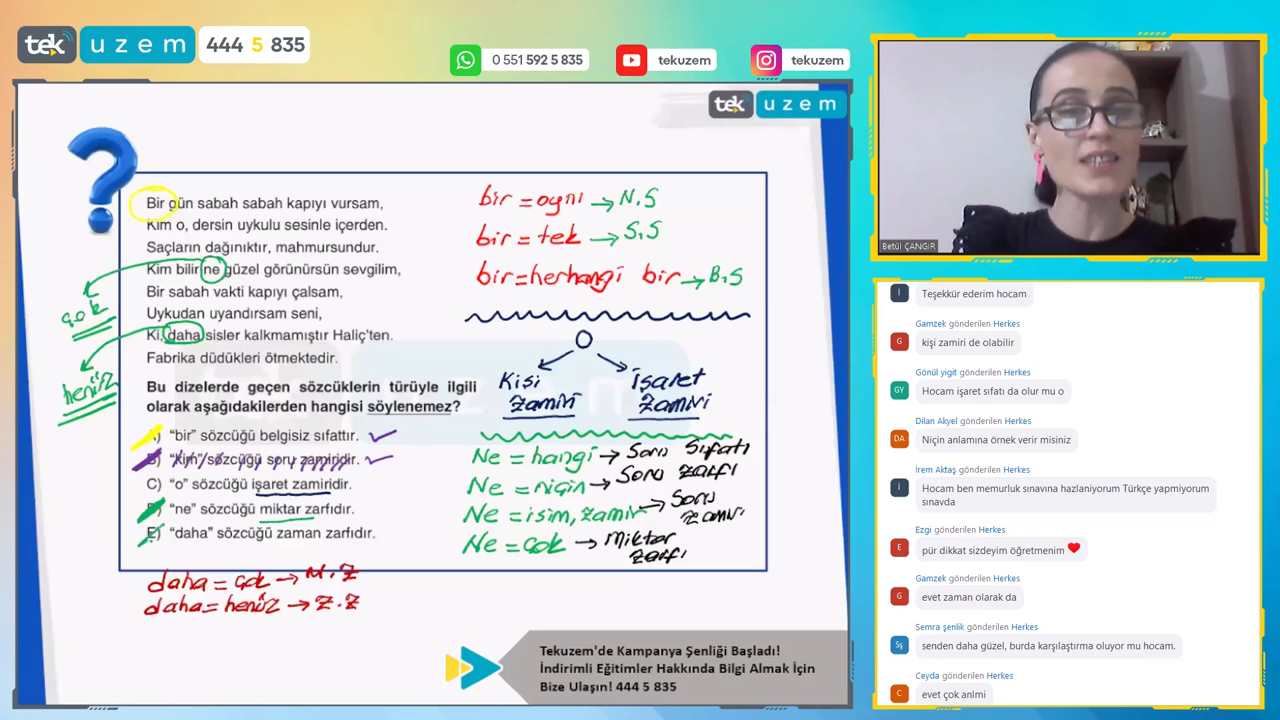 tek uzem 444 5 835
0 551 592 5 835
tekuzem
tekuzem
tek uzem
Bir gün sabah sabah kapıyı vursam,
Kim o, dersin uykulu sesinle içerden.
Saçların dağınıktır, mahmursundur.
Kim bilir ne güzel görünürsün sevgilim,
Bir sabah vakti kapıyı çalsam,
Uykudan uyandırsam seni,
Ki, daha sisler kalkmamıştır Haliç'ten.
Fabrika düdükleri ötmektedir.
çok
henüz
Bu dizelerde geçen sözcüklerin türüyle ilgili
olarak aşağıdakilerden hangisi söylenemez?
A) "bir" sözcüğü belgisiz sıfattır.
B) "kim" sözcüğü soru zamiridir.
C) "o" sözcüğü işaret zamiridir.
D) "ne" sözcüğü miktar zarfıdır.
E) "daha" sözcüğü zaman zarfıdır.
daha = çok → M.Z
daha = henüz → Z.Z
bir = aynı → N.S
bir = tek → S.S
bir = herhangi bir → B.S
O
Kişi
zamiri
İşaret
zamiri
Ne = hangi → Soru Sıfatı
Ne = niçin → Soru zarfı
Ne = isim, zamir → Soru
zamiri
Ne = çok → Miktar
zarfı
Tekuzem'de Kampanya Şenliği Başladı!
İndirimli Eğitimler Hakkında Bilgi Almak İçin
Bize Ulaşın! 444 5 835
Betül ÇANGIR
İ
Teşekkür ederim hocam
Gamzek gönderilen Herkes
G
kişi zamiri de olabilir
Gönül yigit gönderilen Herkes
GY
Hocam işaret sıfatı da olur mu o
Dilan Akyel gönderilen Herkes
DA
Niçin anlamına örnek verir misiniz
İrem Aktaş gönderilen Herkes
İ
Hocam ben memurluk sınavına hazlaniyorum Türkçe yapmiyorum
sınavda
Ezgi gönderilen Herkes
E
pür dikkat sizdeyim öğretmenim ❤
Gamzek gönderilen Herkes
G
evet zaman olarak da
Semra şenlik gönderilen Herkes
Sş
senden daha güzel, burda karşılaştırma oluyor mu hocam.
Ceyda gönderilen Herkes
C
evet çok anlmi